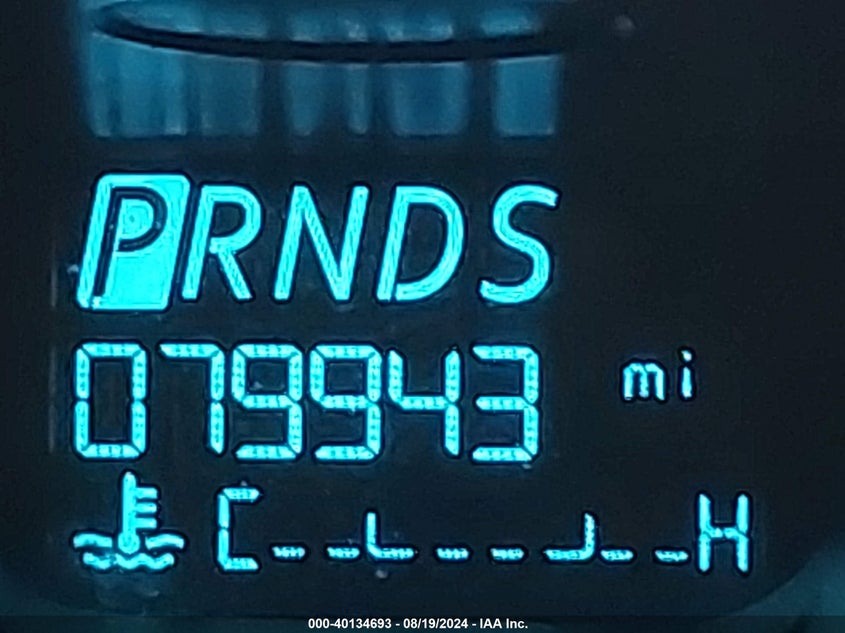 PRNDS
079943 mi
C H
000-40134693 - 08/19/2024 - IAA Inc.